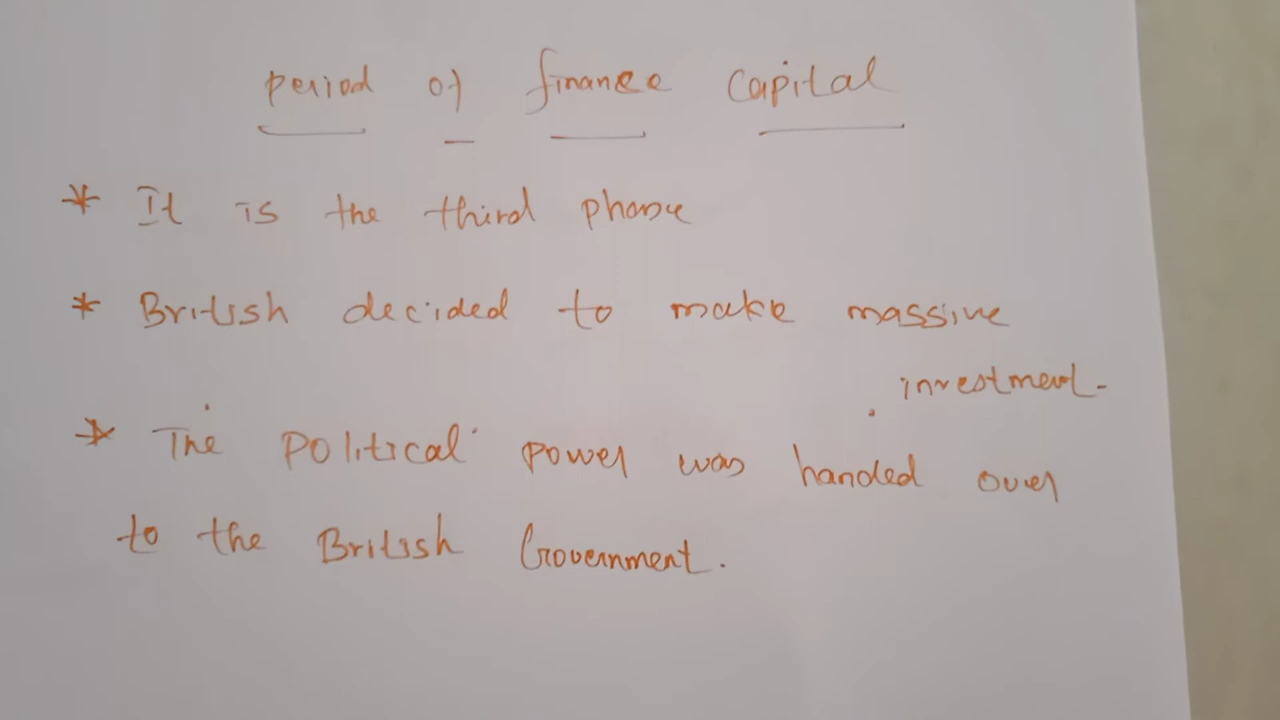 Period of finance Capital
* It is the third phase
* British decided to make massive
investment.
* The Political power was handed over
to the British Government.